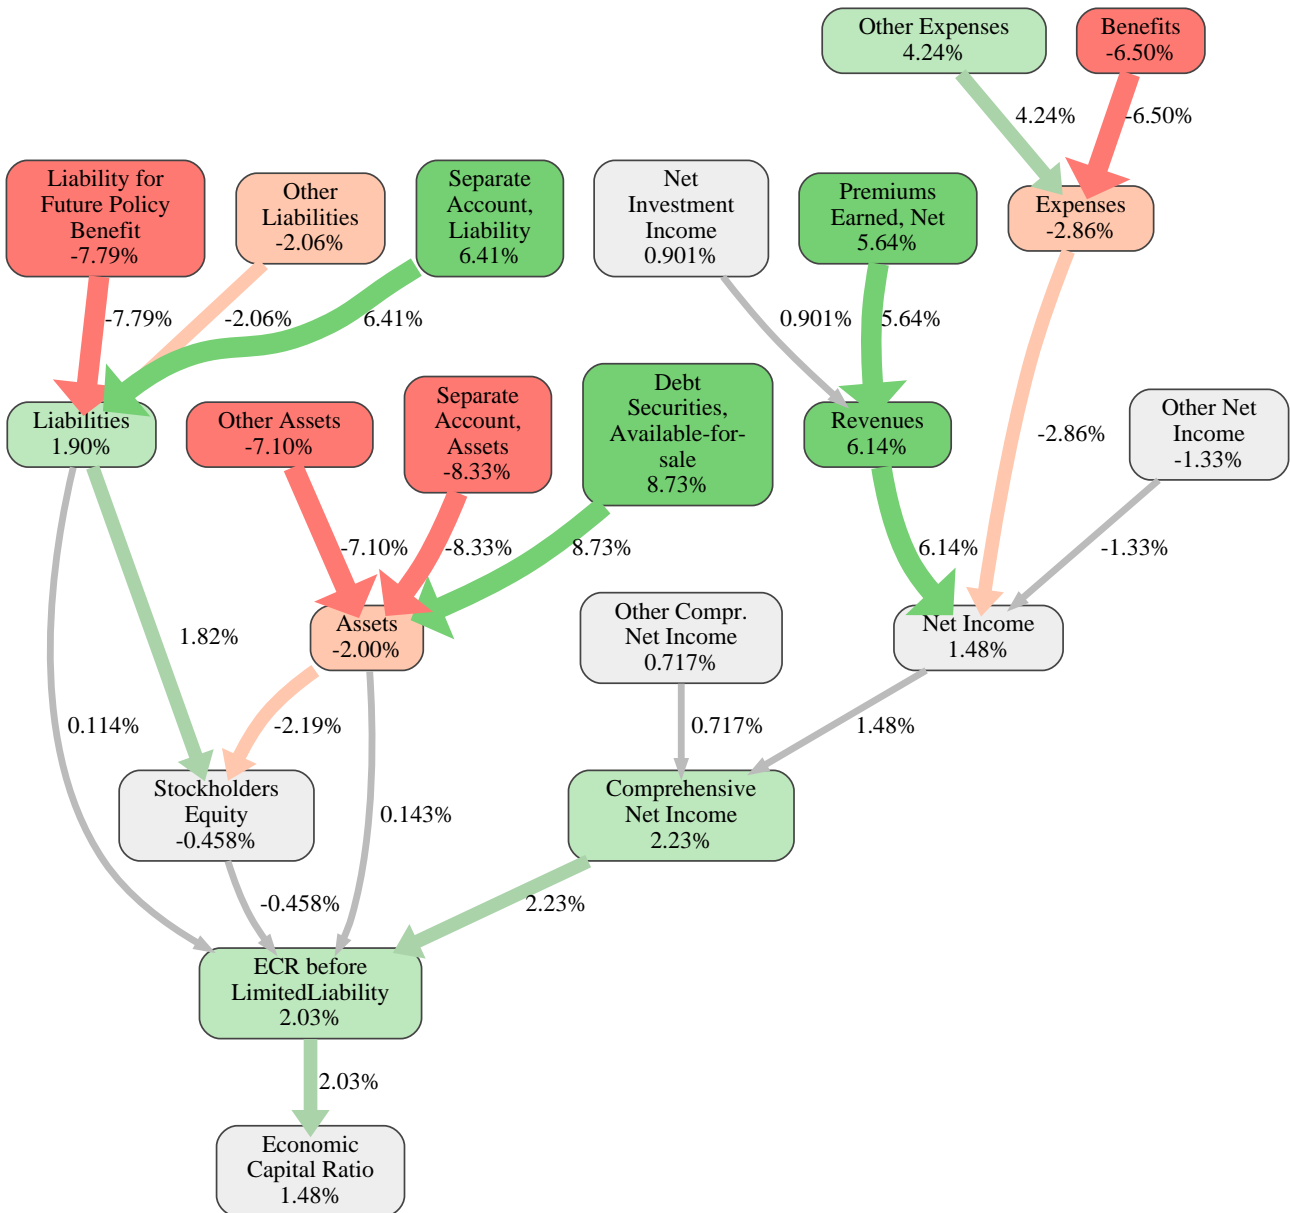 Other Expenses
4.24%
Benefits
-6.50%
4.24%
-6.50%
Liability for
Future Policy
Benefit
-7.79%
Other
Liabilities
-2.06%
Separate
Account,
Liability
6.41%
Net
Investment
Income
0.901%
Premiums
Earned, Net
5.64%
Expenses
-2.86%
-7.79%
-2.06%
6.41%
0.901%
5.64%
Liabilities
1.90%
Other Assets
-7.10%
Separate
Account,
Assets
-8.33%
Debt
Securities,
Available-for-
sale
8.73%
Revenues
6.14%
-2.86%
Other Net
Income
-1.33%
-7.10%
-8.33%
8.73%
6.14%
-1.33%
1.82%
Assets
-2.00%
Other Compr.
Net Income
0.717%
Net Income
1.48%
0.114%
-2.19%
0.717%
1.48%
Stockholders
Equity
-0.458%
0.143%
Comprehensive
Net Income
2.23%
-0.458%
2.23%
ECR before
LimitedLiability
2.03%
2.03%
Economic
Capital Ratio
1.48%